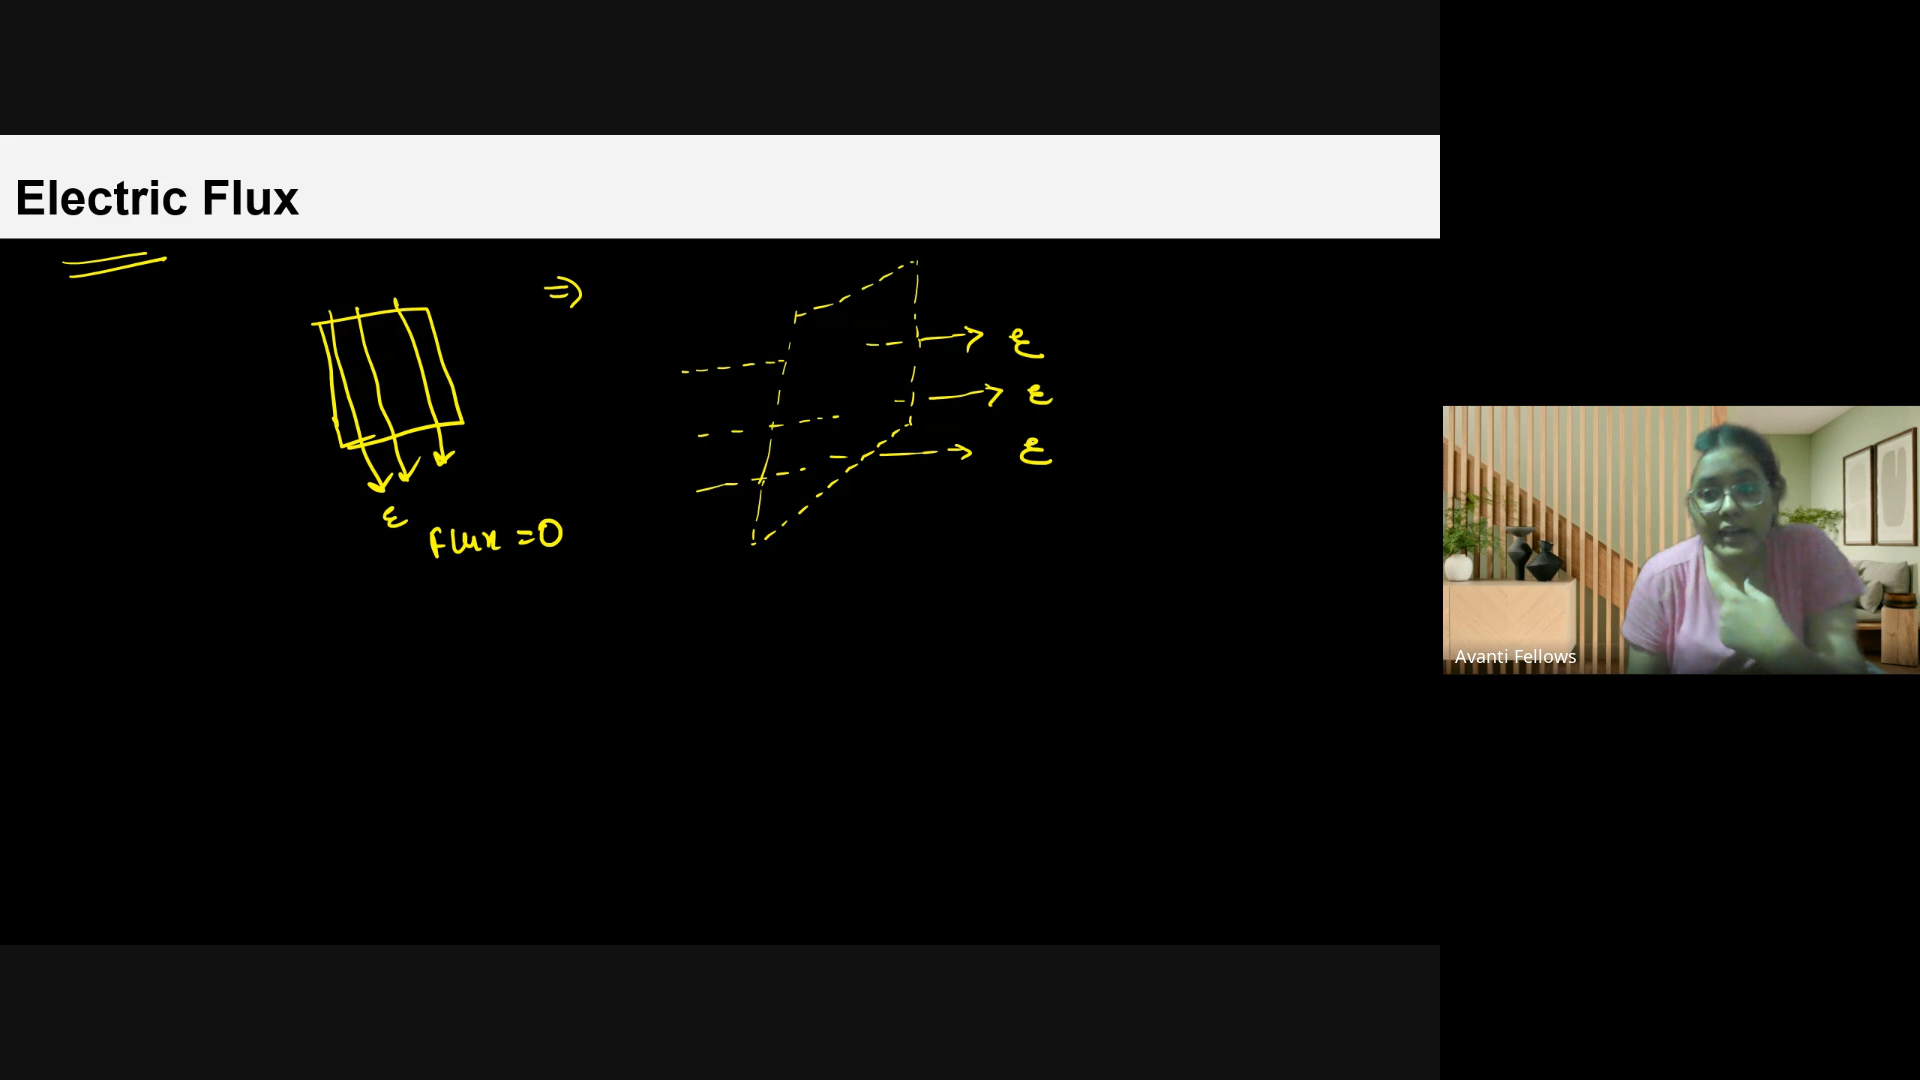 Electric Flux
⇒
ε
ε
ε
ε
flux = 0
Avanti Fellows